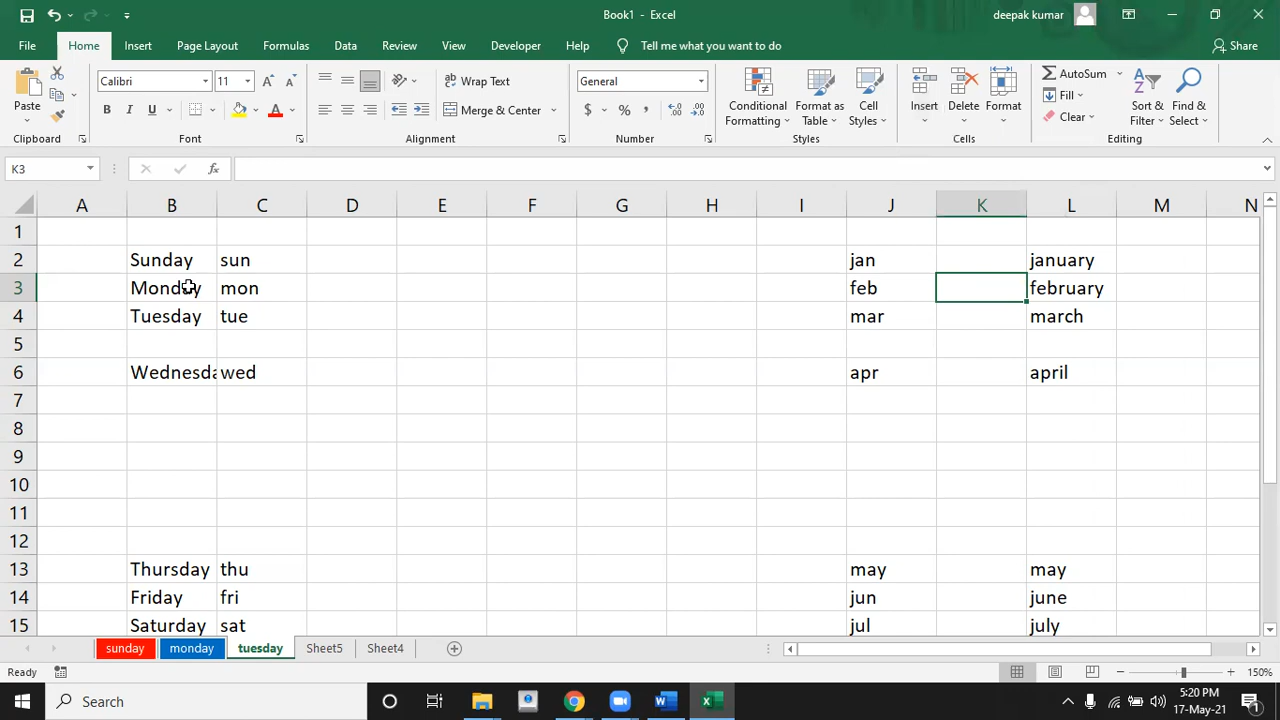 Book1 - Excel
deepak kumar
File Home Insert Page Layout Formulas Data Review View Developer Help Tell me what you want to do Share
Paste
Calibri 11
B I U
Wrap Text
Merge & Center
General
$ % ,
Conditional Formatting
Format as Table
Cell Styles
Insert
Delete
Format
AutoSum
Fill
Clear
Sort & Filter
Find & Select
Clipboard Font Alignment Number Styles Cells Editing
K3
fx
A B C D E F G H I J K L M N
1
2 Sunday sun jan january
3 Monday mon feb february
4 Tuesday tue mar march
5
6 Wednesda wed apr april
7
8
9
10
11
12
13 Thursday thu may may
14 Friday fri jun june
15 Saturday sat jul july
sunday monday tuesday Sheet5 Sheet4
Ready 150%
Search
5:20 PM
17-May-21